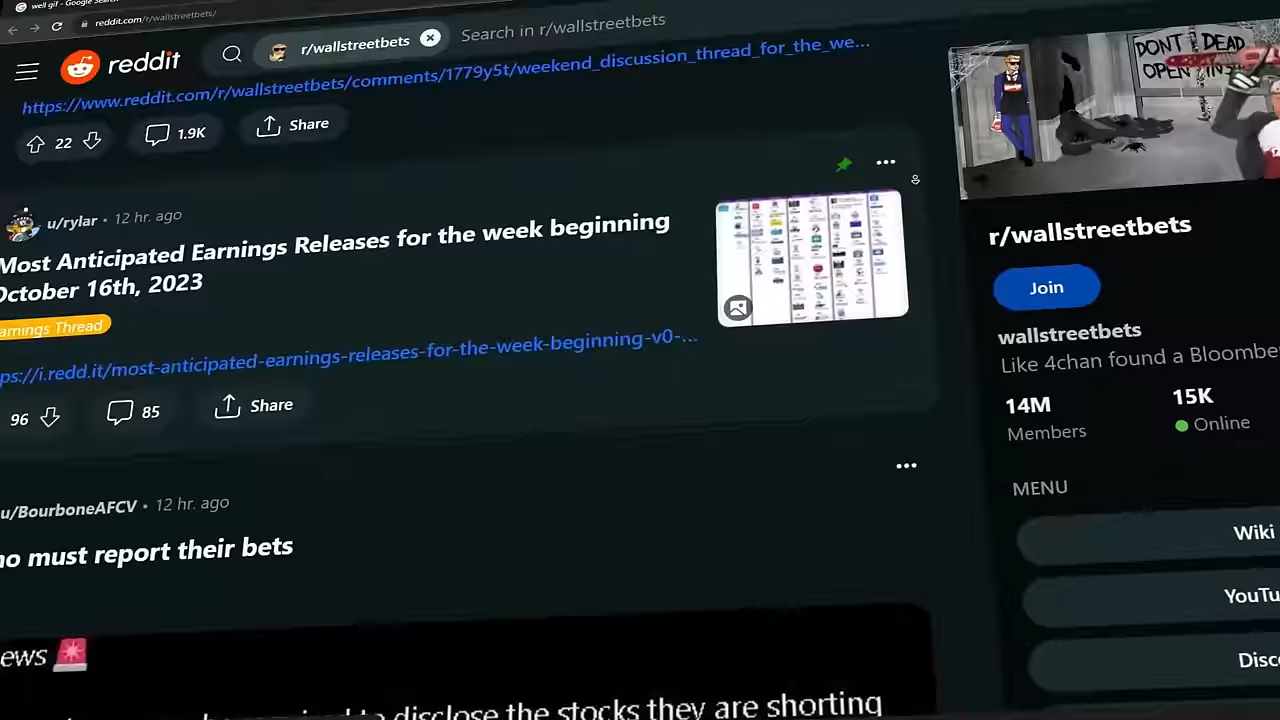 well gif - Google Search
reddit.com/r/wallstreetbets/
reddit
r/wallstreetbets
Search in r/wallstreetbets
https://www.reddit.com/r/wallstreetbets/comments/1779y5t/weekend_discussion_thread_for_the_we...
22
1.9K
Share
u/rylar • 12 hr. ago
Most Anticipated Earnings Releases for the week beginning
October 16th, 2023
arnings Thread
ps://i.redd.it/most-anticipated-earnings-releases-for-the-week-beginning-v0-...
96
85
Share
u/BourboneAFCV • 12 hr. ago
ho must report their bets
ews
to disclose the stocks they are shorting
DONT DEAD
OPEN INS
r/wallstreetbets
Join
wallstreetbets
Like 4chan found a Bloombe
14M
15K
Members
Online
MENU
Wiki
YouTu
Disc